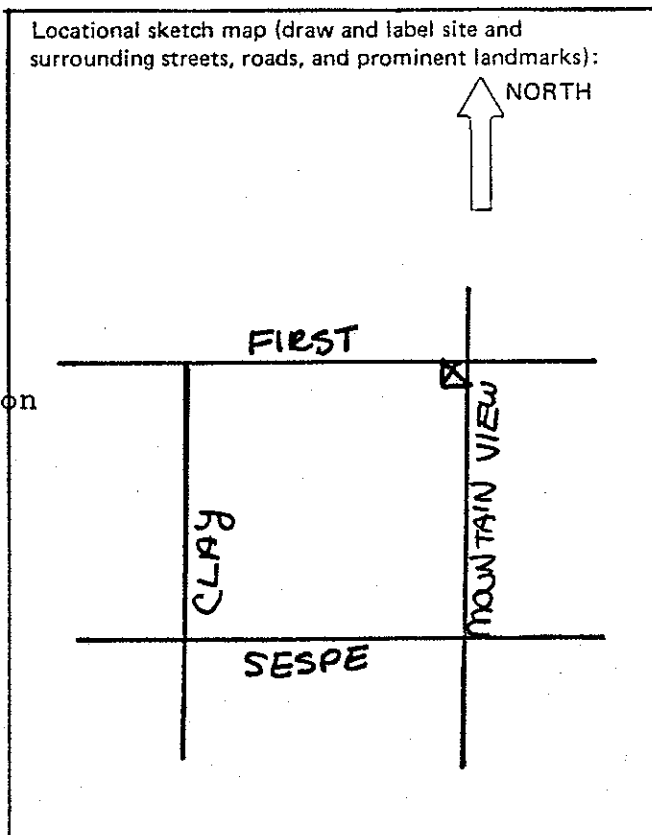 Locational sketch map (draw and label site and
surrounding streets, roads, and prominent landmarks):
NORTH
FIRST
on
CLAY
MOUNTAIN VIEW
SESPE